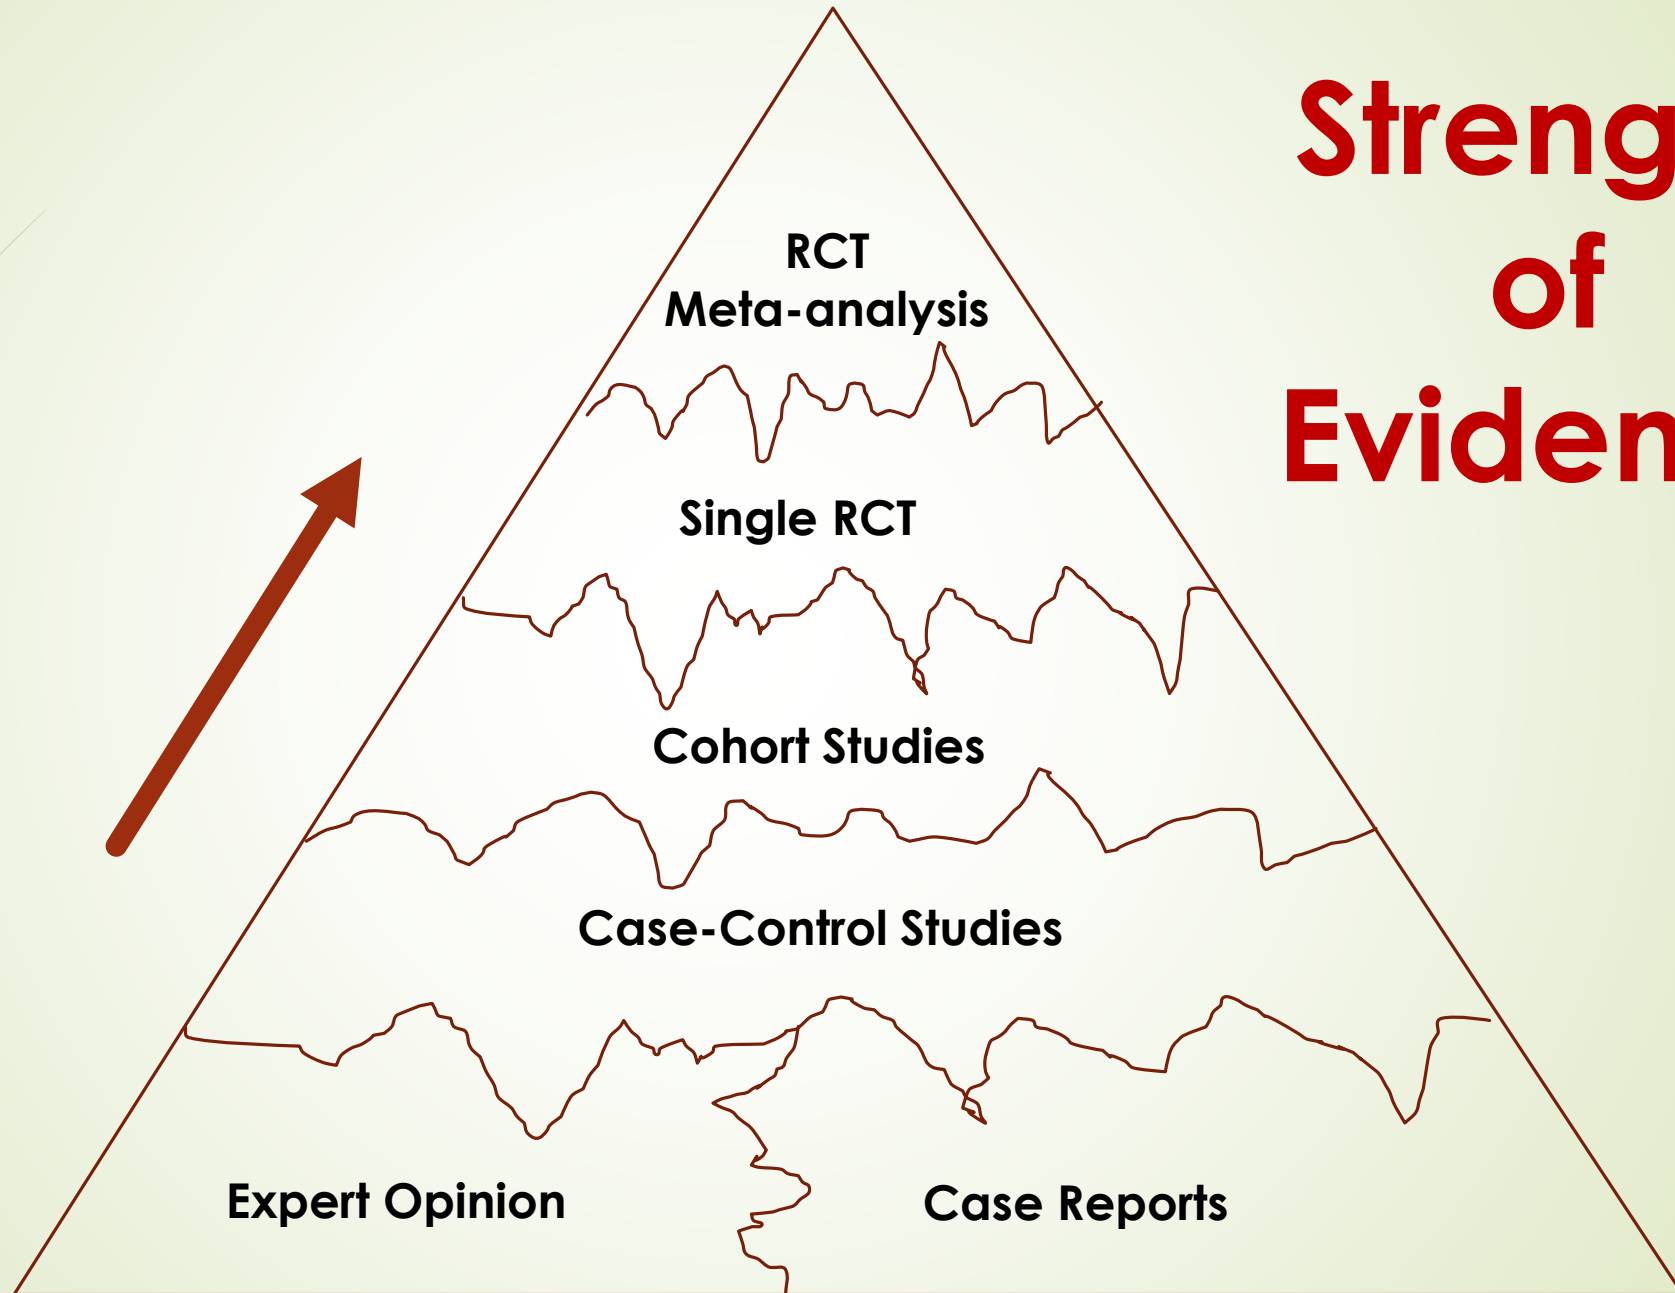 Streng
of
Eviden
RCT
Meta-analysis
Single RCT
Cohort Studies
Case-Control Studies
Expert Opinion
Case Reports